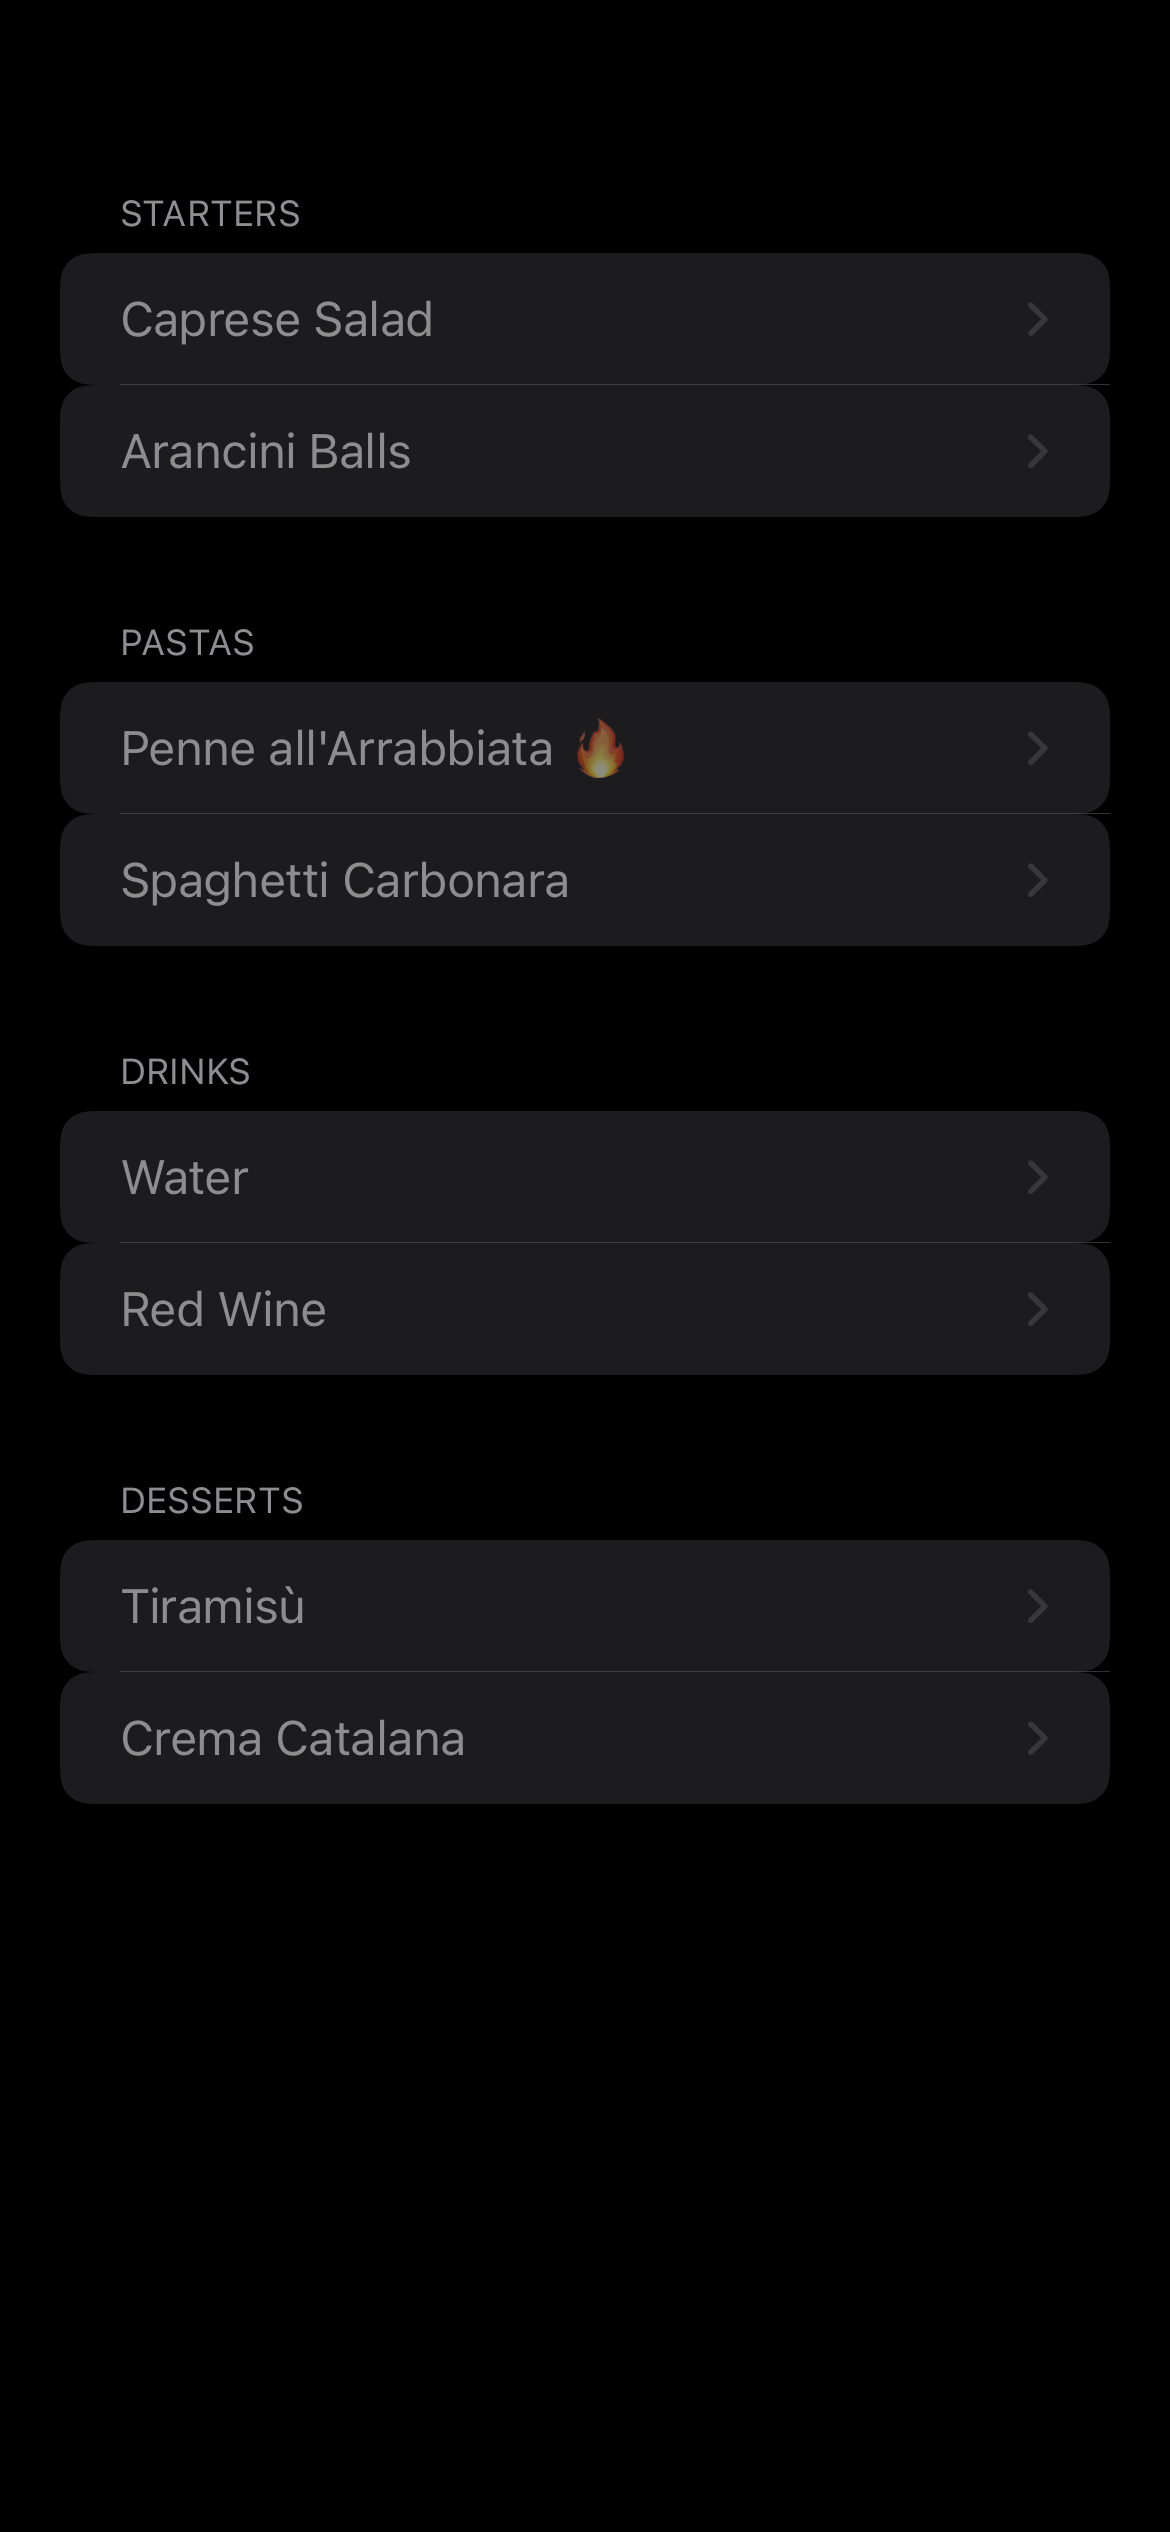 STARTERS
Caprese Salad
Arancini Balls
PASTAS
Penne all'Arrabbiata 🔥
Spaghetti Carbonara
DRINKS
Water
Red Wine
DESSERTS
Tiramisù
Crema Catalana